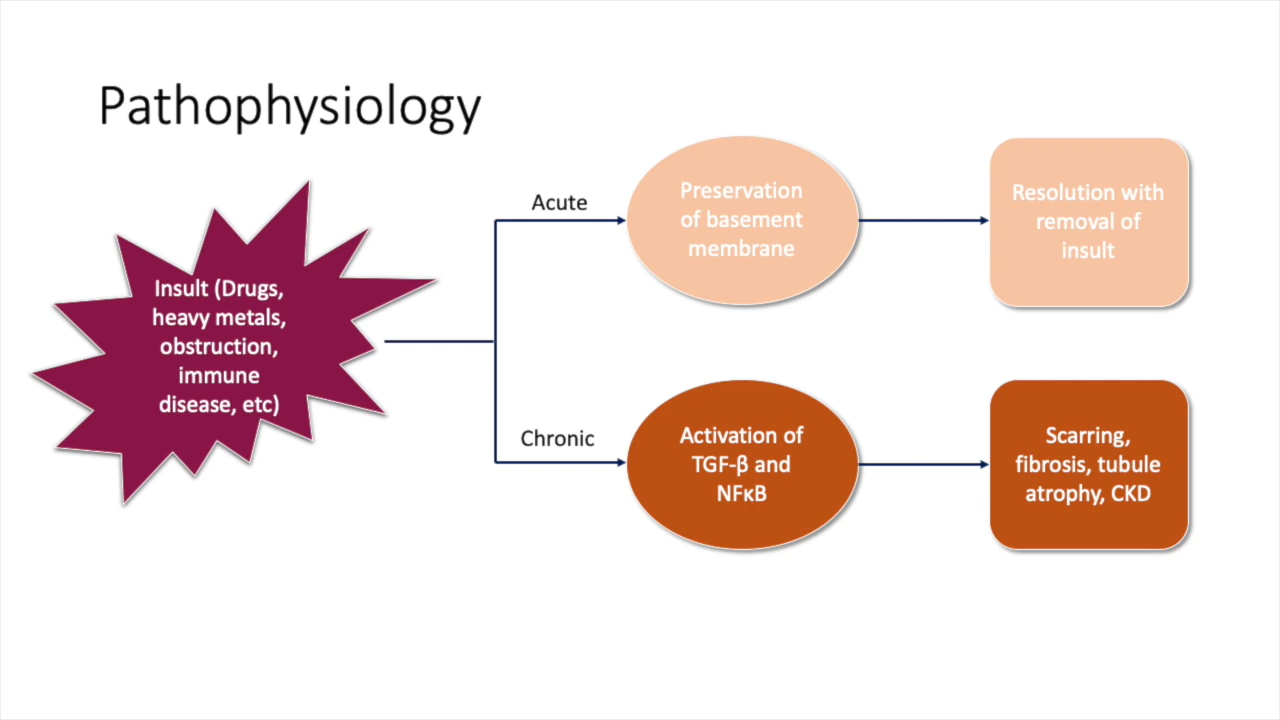 Pathophysiology
Insult (Drugs,
heavy metals,
obstruction,
immune
disease, etc)
Acute
Preservation
of basement
membrane
Resolution with
removal of
insult
Chronic
Activation of
TGF-β and
NFκB
Scarring,
fibrosis, tubule
atrophy, CKD